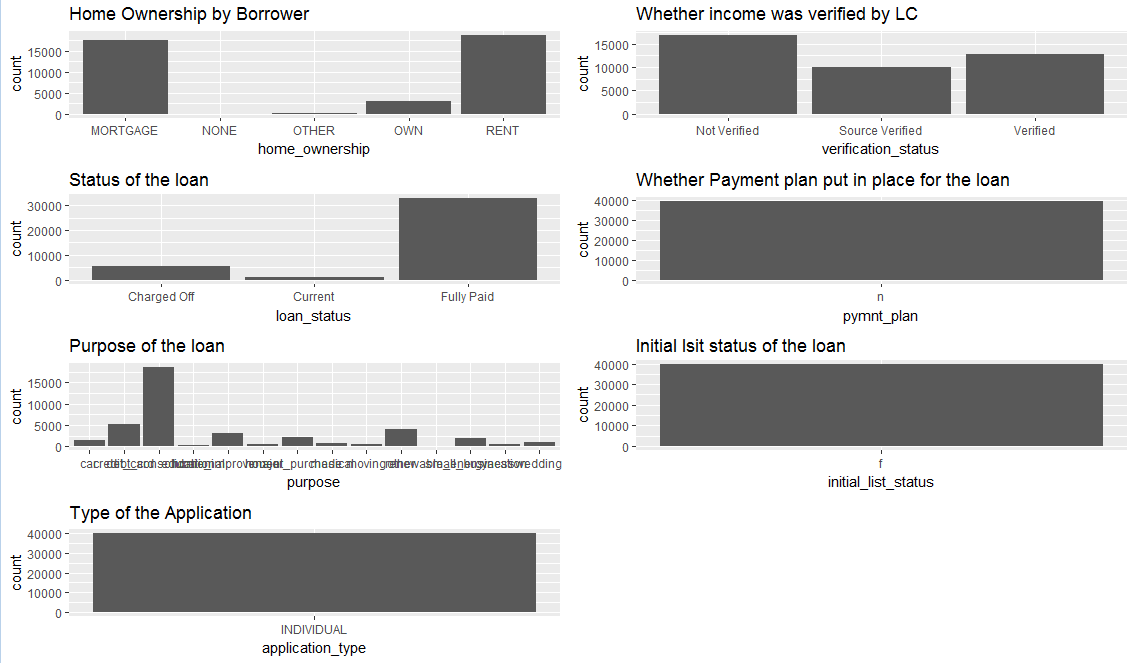 Home Ownership by Borrower
count
15000
10000
5000
0
MORTGAGE NONE OTHER OWN RENT
home_ownership
Whether income was verified by LC
count
15000
10000
5000
0
Not Verified Source Verified Verified
verification_status
Status of the loan
count
30000
20000
10000
0
Charged Off Current Fully Paid
loan_status
Whether Payment plan put in place for the loan
count
40000
30000
20000
10000
0
n
pymnt_plan
Purpose of the loan
count
15000
10000
5000
0
car credit_card moving wedding
purpose
Initial lsit status of the loan
count
40000
30000
20000
10000
0
f
initial_list_status
Type of the Application
count
40000
30000
20000
10000
0
INDIVIDUAL
application_type